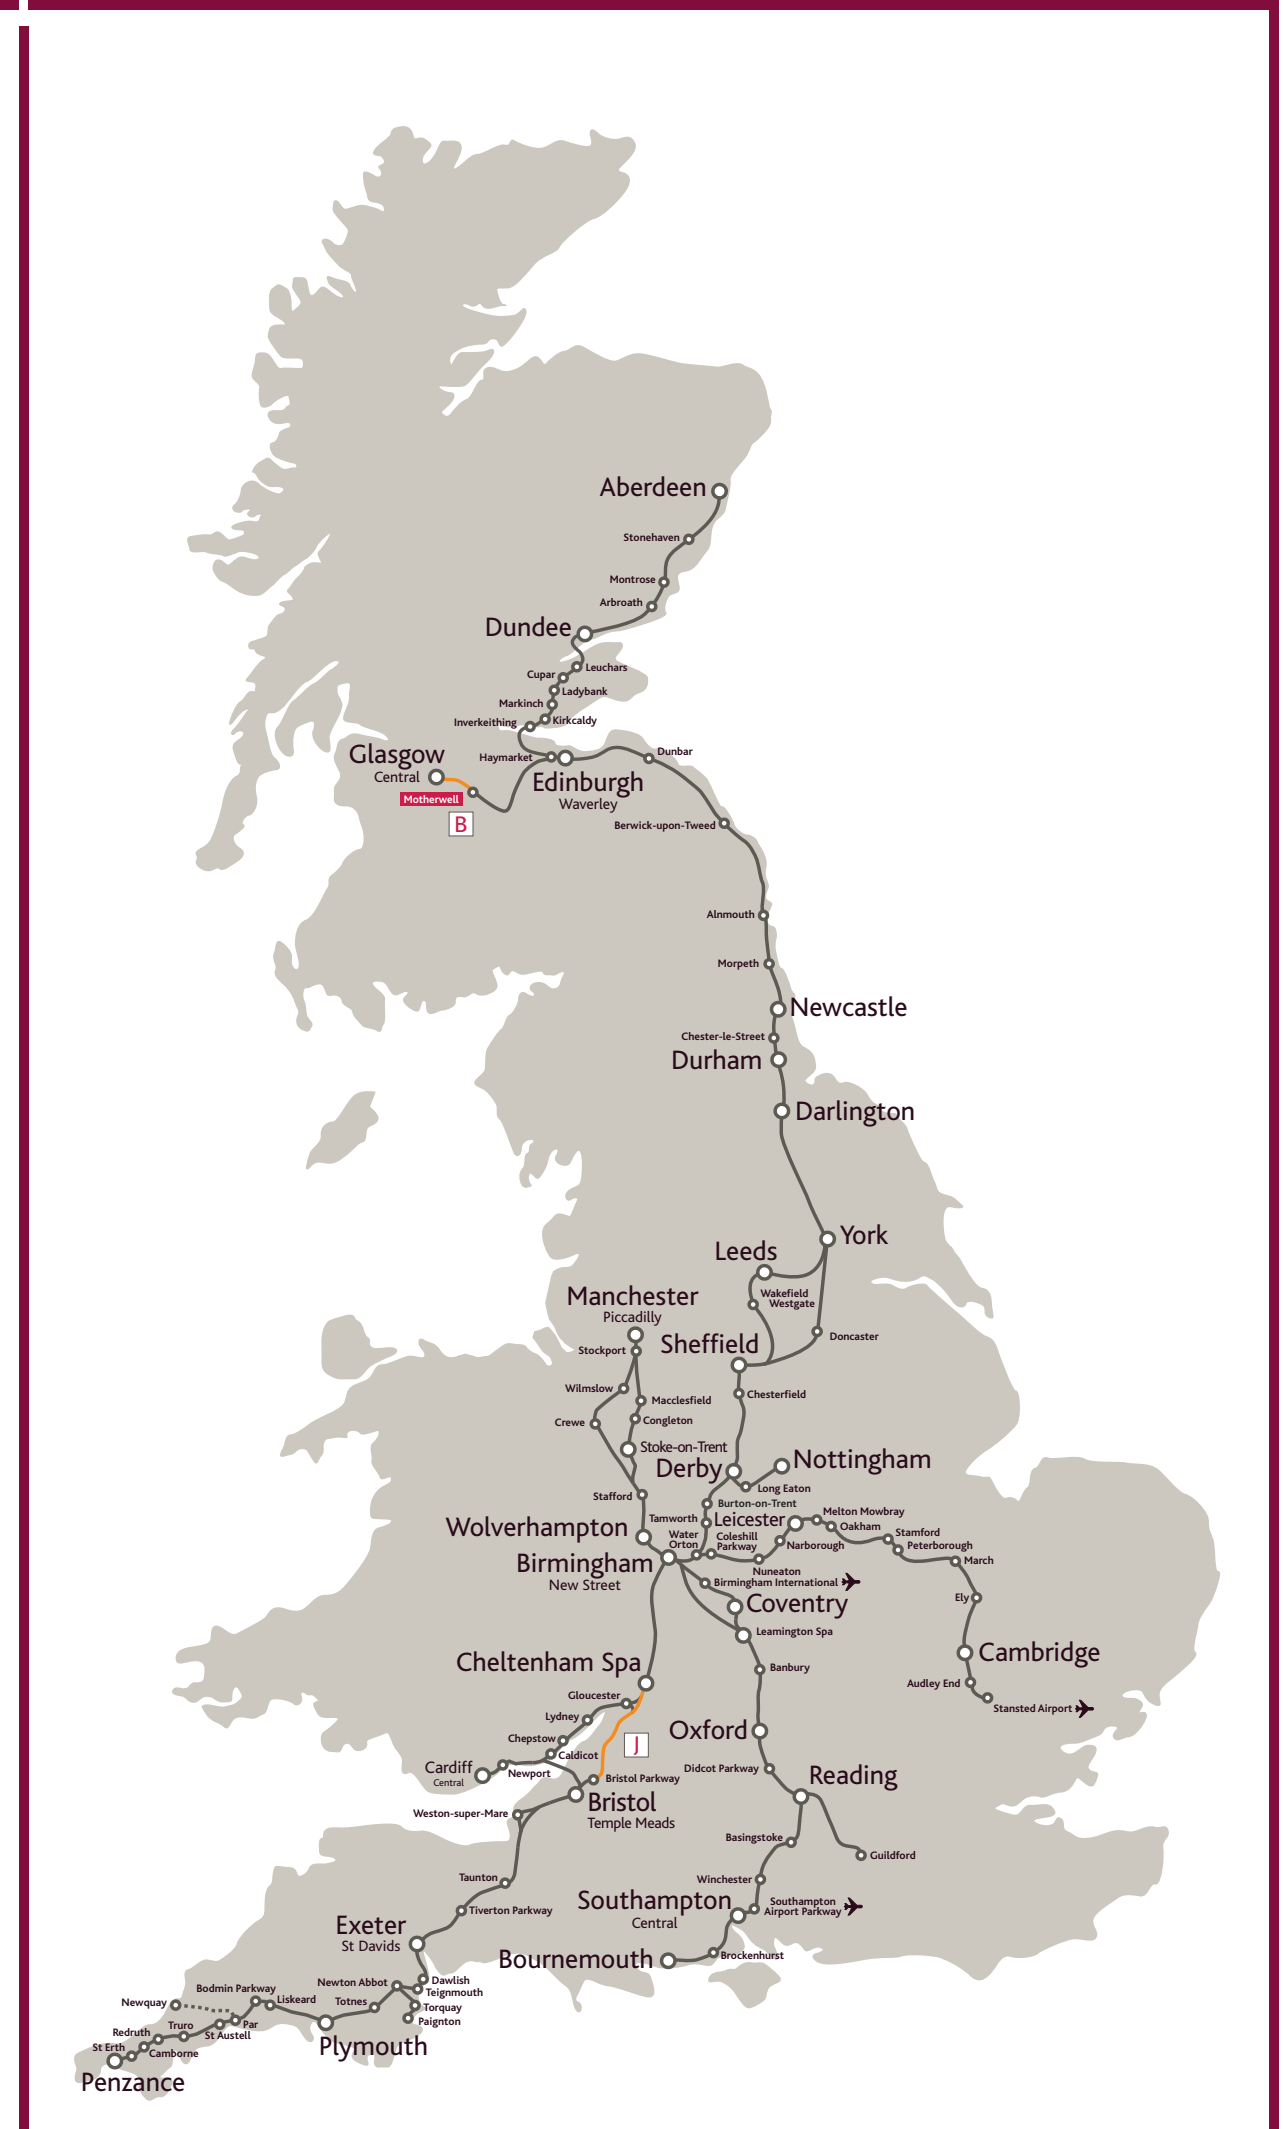 Aberdeen
Stonehaven
Montrose
Arbroath
Dundee
Leuchars
Cupar
Ladybank
Markinch
Kirkcaldy
Inverkeithing
Glasgow
Central
Haymarket
Dunbar
Edinburgh
Waverley
Motherwell
B
Berwick-upon-Tweed
Alnmouth
Morpeth
Newcastle
Chester-le-Street
Durham
Darlington
York
Leeds
Wakefield
Westgate
Manchester
Piccadilly
Doncaster
Stockport
Sheffield
Wilmslow
Chesterfield
Macclesfield
Crewe
Congleton
Stoke-on-Trent
Derby
Nottingham
Long Eaton
Stafford
Burton-on-Trent
Tamworth
Leicester
Melton Mowbray
Oakham
Wolverhampton
Water
Orton
Coleshill
Parkway
Narborough
Stamford
Peterborough
March
Birmingham
New Street
Nuneaton
Birmingham International
Ely
Coventry
Leamington Spa
Cambridge
Cheltenham Spa
Banbury
Audley End
Gloucester
Stansted Airport
Lydney
Oxford
Chepstow
J
Caldicot
Cardiff
Central
Newport
Didcot Parkway
Reading
Bristol Parkway
Bristol
Temple Meads
Weston-super-Mare
Basingstoke
Guildford
Taunton
Winchester
Southampton
Central
Southampton
Airport Parkway
Tiverton Parkway
Exeter
St Davids
Bournemouth
Brockenhurst
Newton Abbot
Dawlish
Teignmouth
Bodmin Parkway
Liskeard
Totnes
Newquay
Torquay
Paignton
Par
Truro
St Austell
Redruth
Plymouth
St Erth
Camborne
Penzance